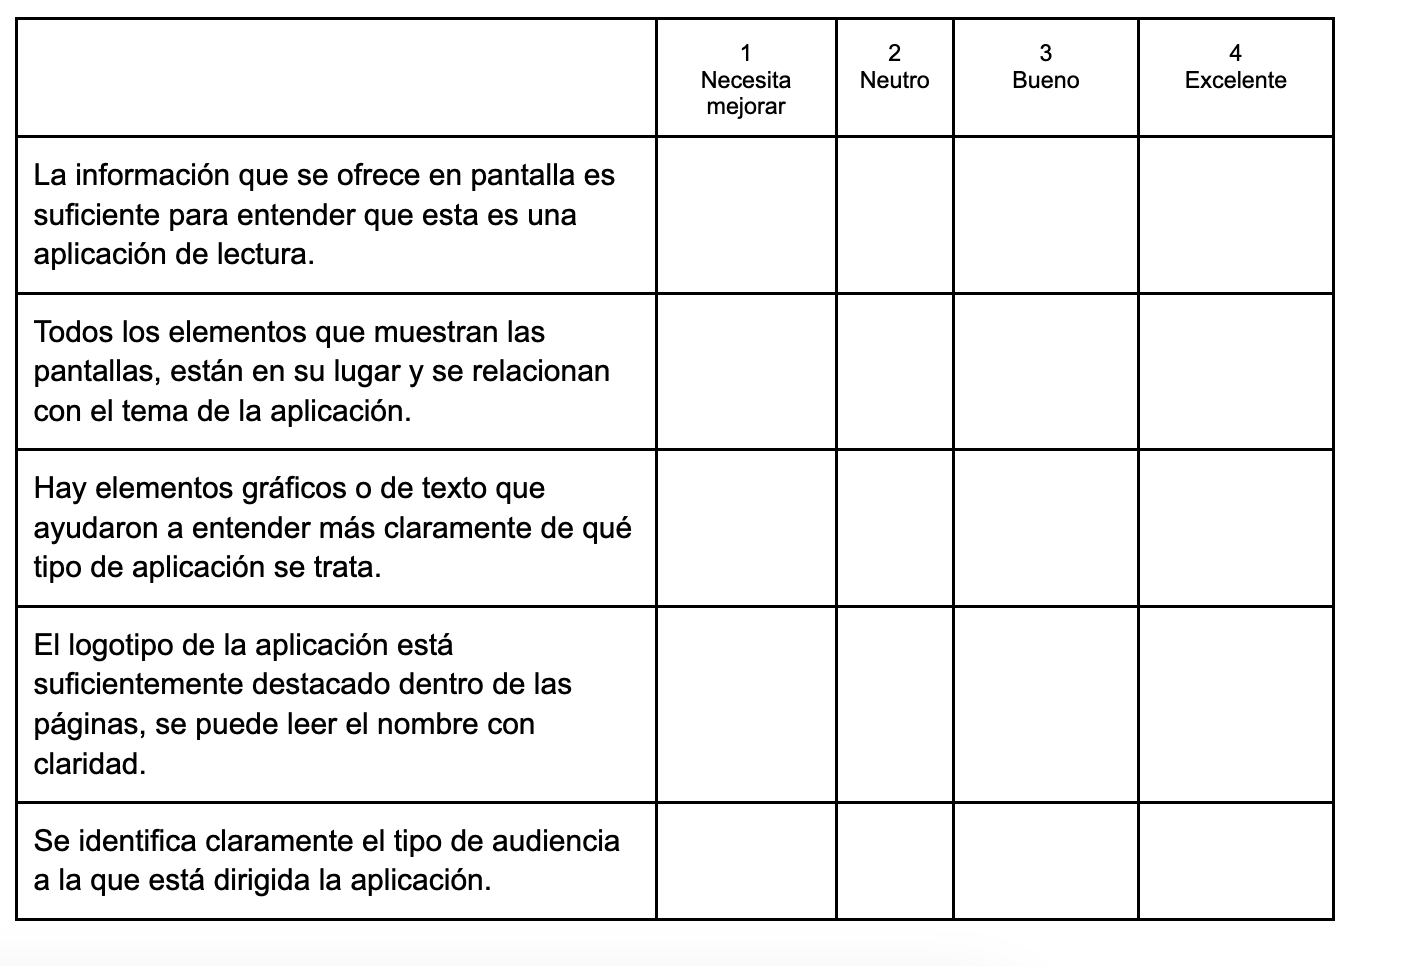 1
Necesita
mejorar
2
Neutro
3
Bueno
4
Excelente
La información que se ofrece en pantalla es
suficiente para entender que esta es una
aplicación de lectura.
Todos los elementos que muestran las
pantallas, están en su lugar y se relacionan
con el tema de la aplicación.
Hay elementos gráficos o de texto que
ayudaron a entender más claramente de qué
tipo de aplicación se trata.
El logotipo de la aplicación está
suficientemente destacado dentro de las
páginas, se puede leer el nombre con
claridad.
Se identifica claramente el tipo de audiencia
a la que está dirigida la aplicación.